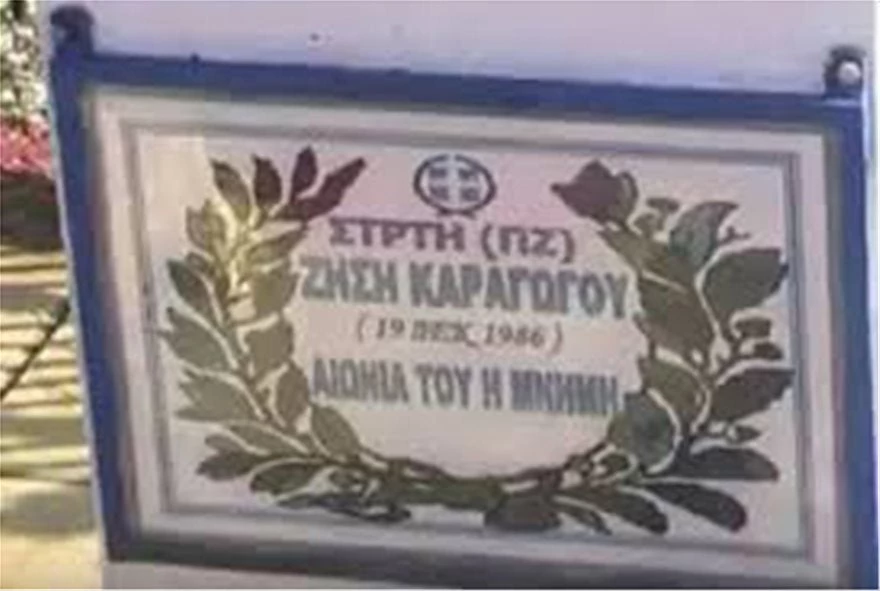 ΣΤΡΤΗ (ΠΖ)
ΖΗΣΗ ΚΑΡΑΓΩΓΟΥ
(19 ΔΕΚ 1986)
ΑΙΩΝΙΑ ΤΟΥ Η ΜΝΗΜΗ